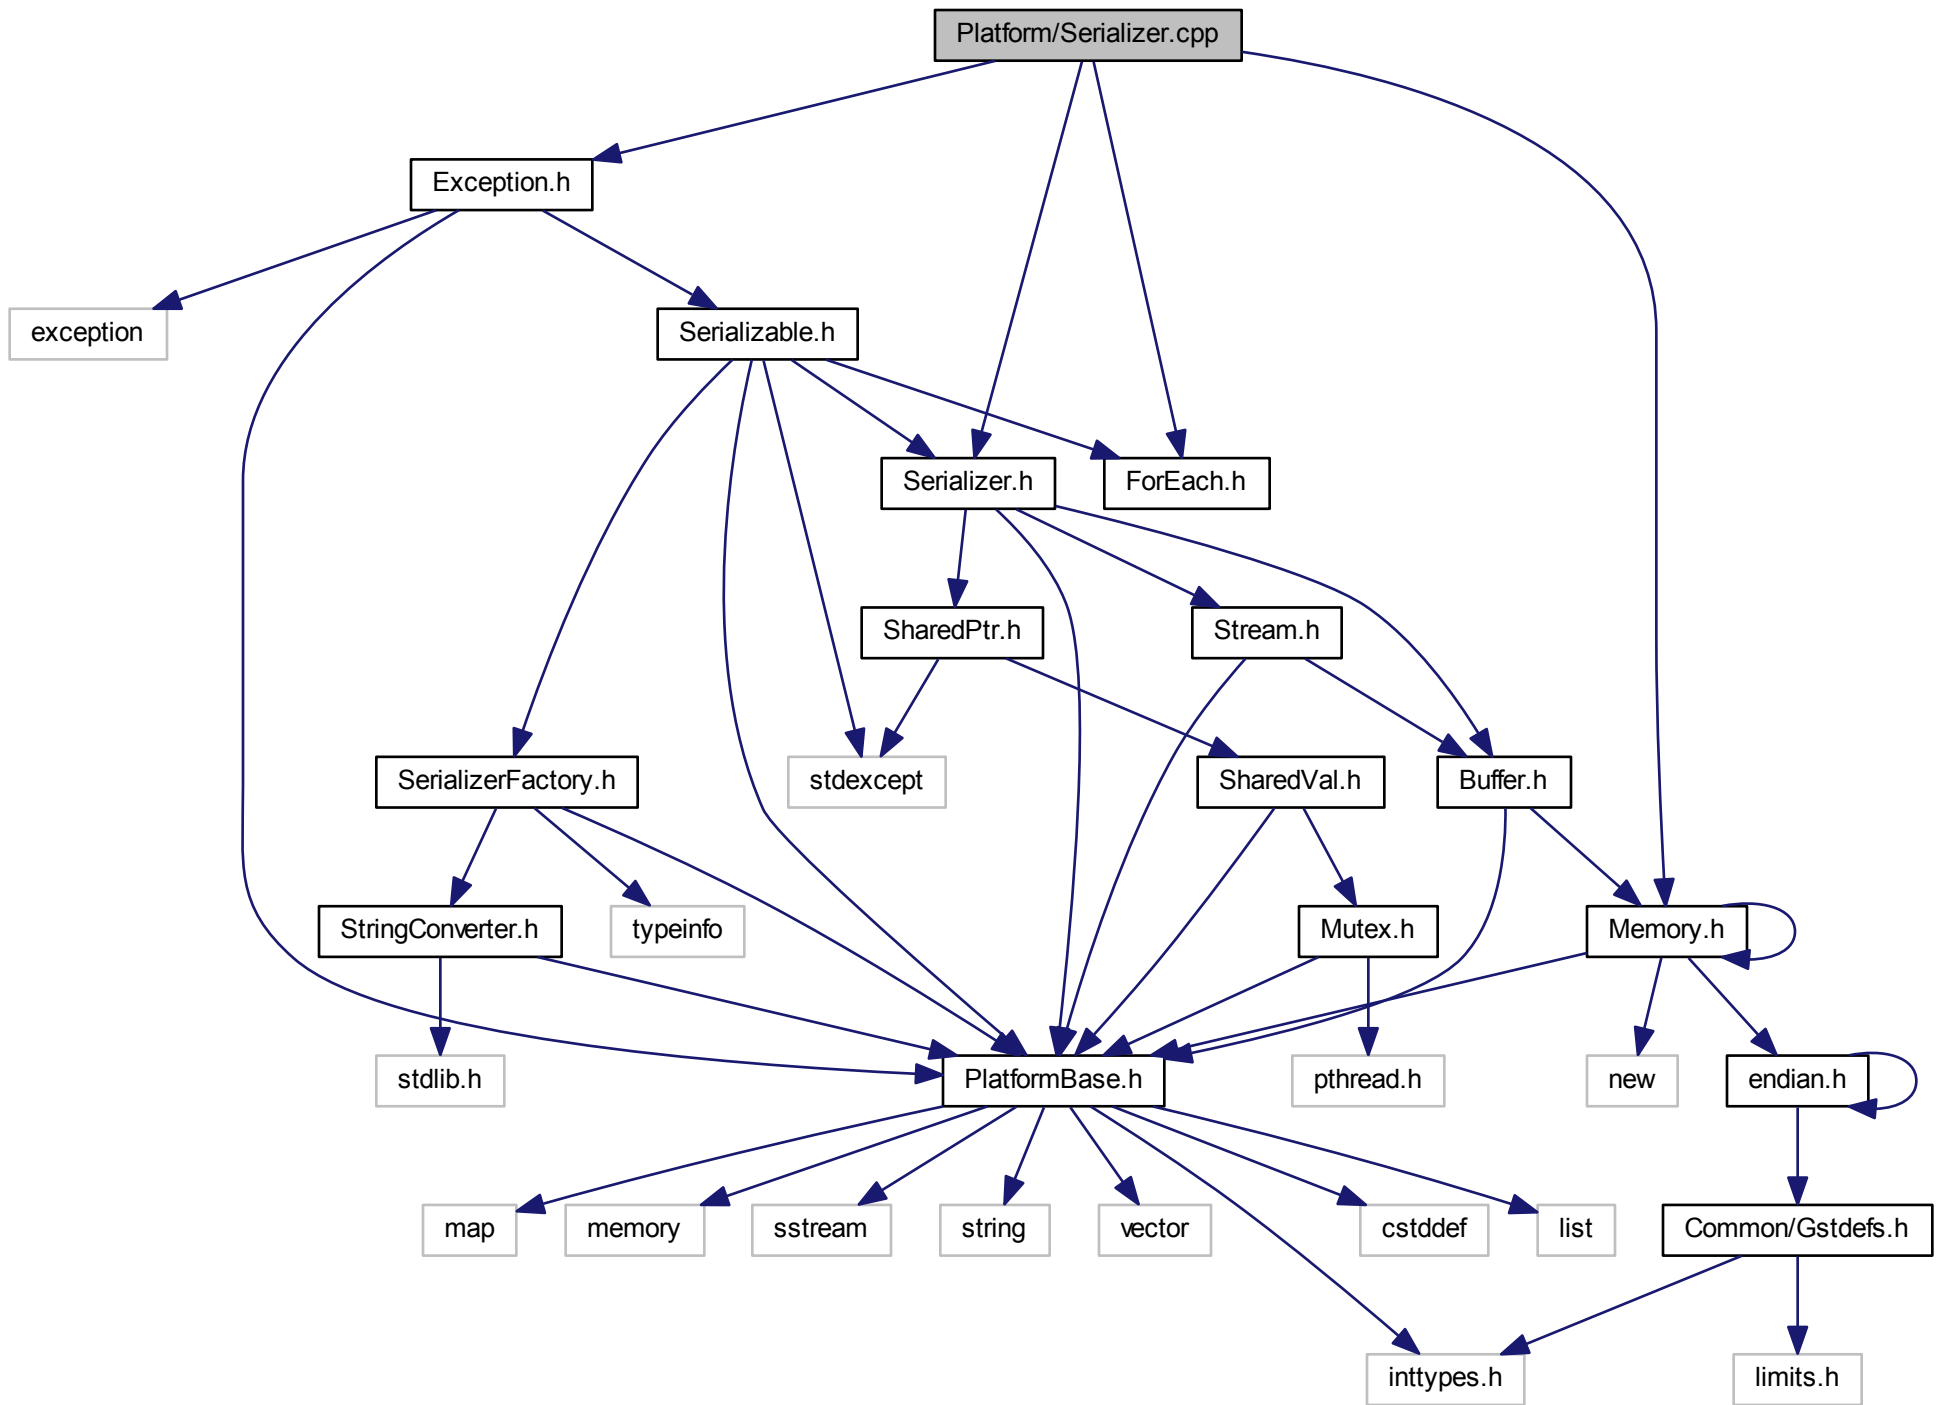 Platform/Serializer.cpp
Exception.h
exception
Serializable.h
Serializer.h
ForEach.h
SharedPtr.h
Stream.h
SerializerFactory.h
stdexcept
SharedVal.h
Buffer.h
StringConverter.h
typeinfo
Mutex.h
Memory.h
stdlib.h
PlatformBase.h
pthread.h
new
endian.h
map
memory
sstream
string
vector
cstddef
list
Common/Gstdefs.h
inttypes.h
limits.h